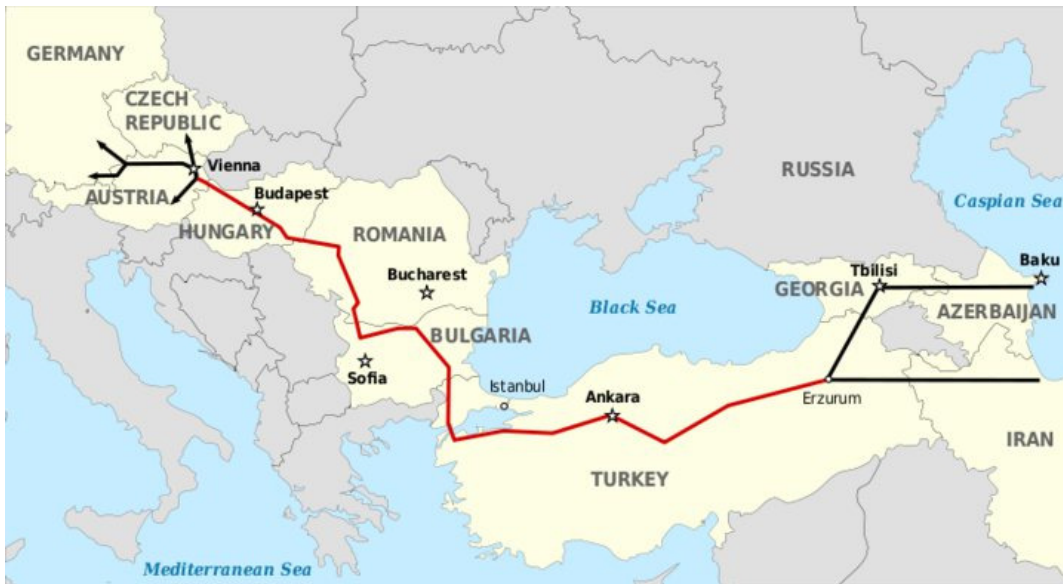 GERMANY
CZECH
REPUBLIC
Vienna
AUSTRIA
Budapest
HUNGARY
ROMANIA
Bucharest
BULGARIA
Sofia
Istanbul
Ankara
TURKEY
Erzurum
Black Sea
RUSSIA
Caspian Sea
Tbilisi
GEORGIA
Baku
AZERBAIJAN
IRAN
Mediterranean Sea